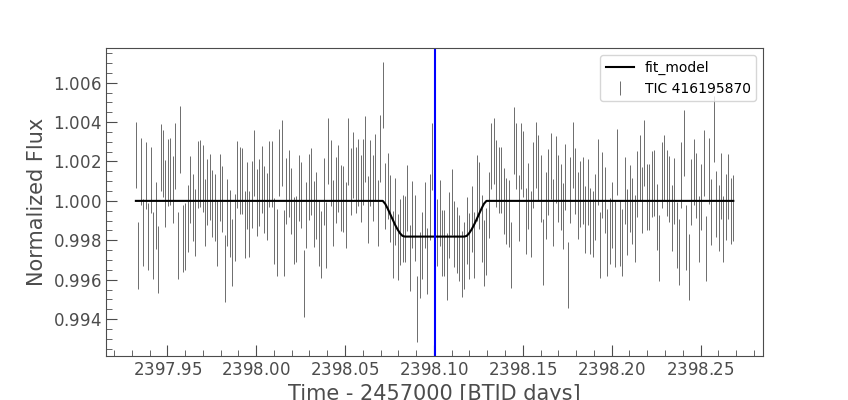 fit_model
TIC 416195870
1.006
1.004
1.002
1.000
0.998
0.996
0.994
Normalized Flux
2397.95 2398.00 2398.05 2398.10 2398.15 2398.20 2398.25
Time - 2457000 [BTJD days]